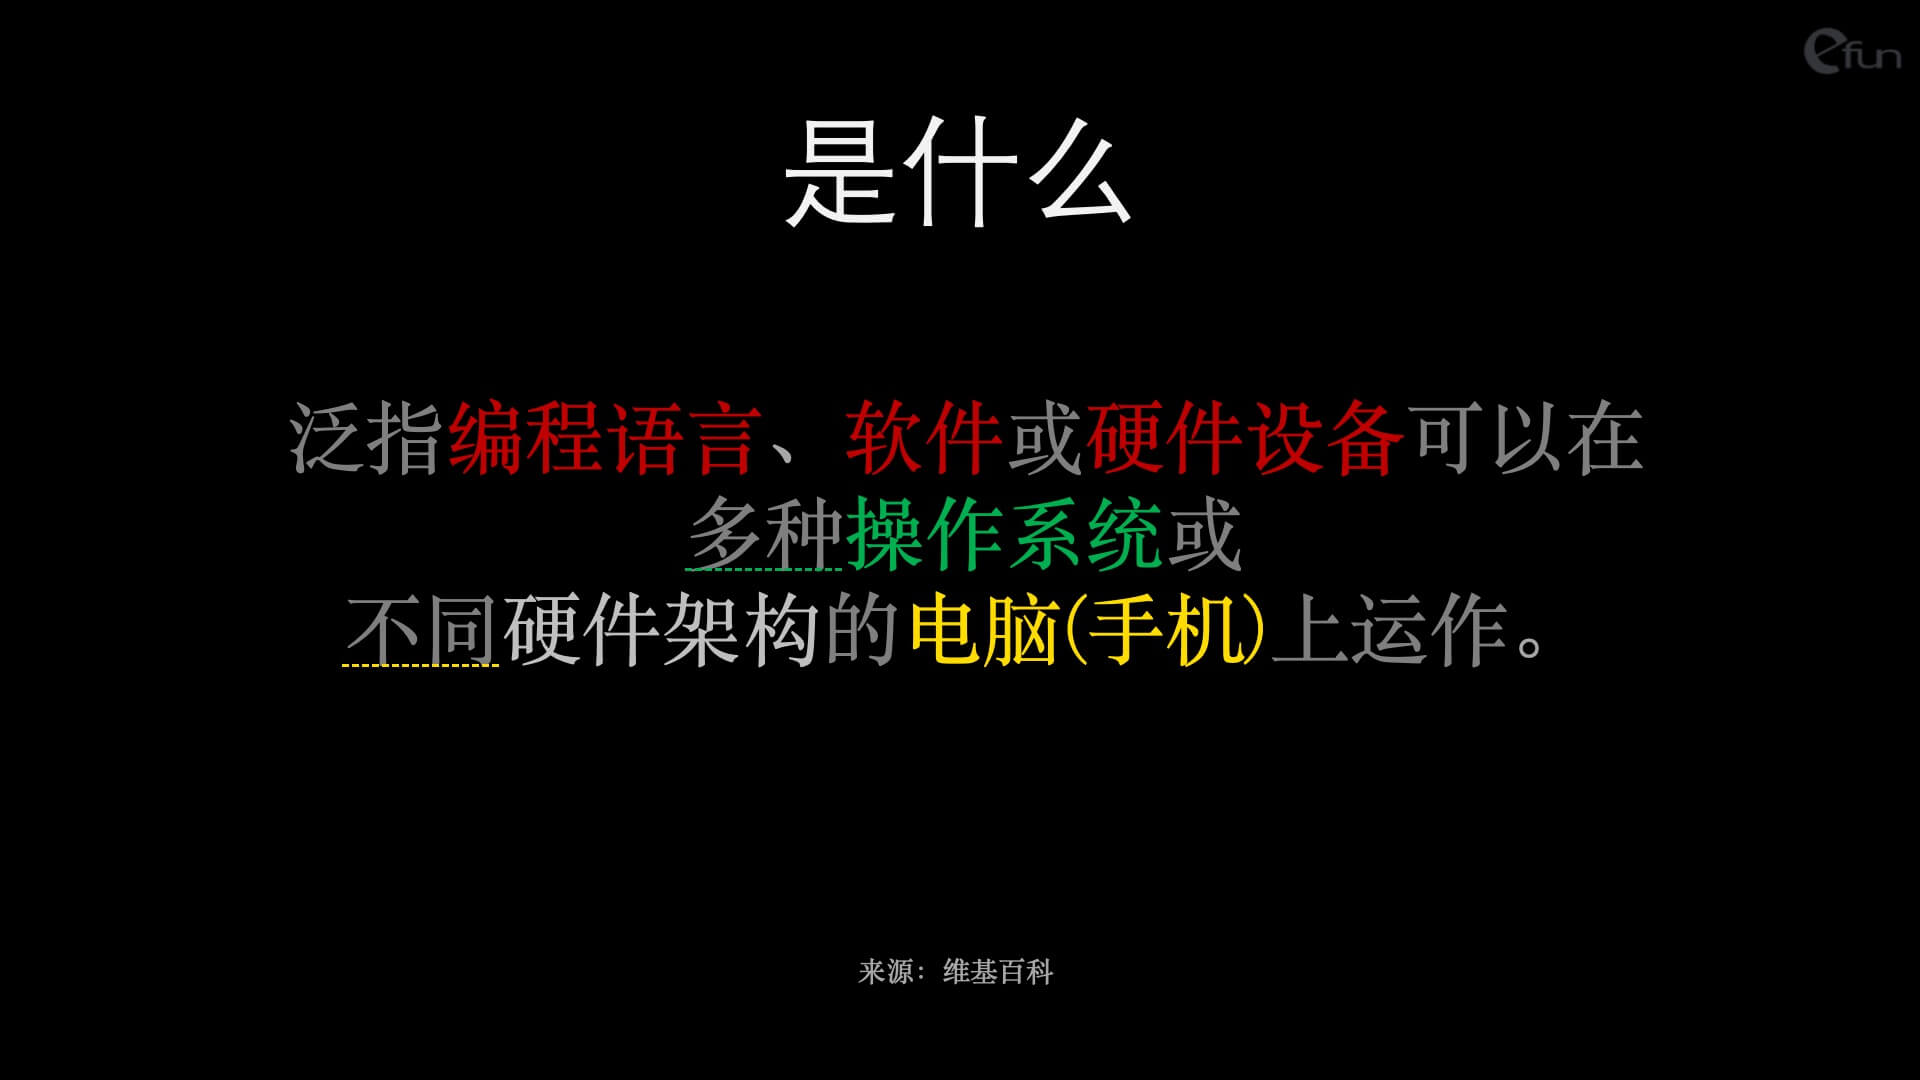 efun
是什么
泛指编程语言、软件或硬件设备可以在
多种操作系统或
不同硬件架构的电脑(手机)上运作。
来源：维基百科